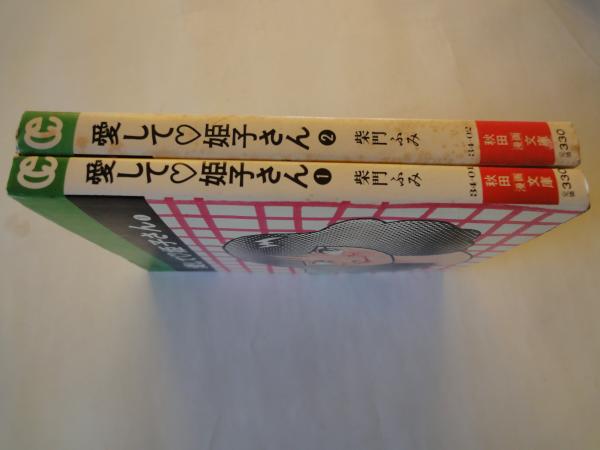 愛して♡姫子さん 2 柴門ふみ 34-02 秋田漫画文庫 定価330
愛して♡姫子さん 1 柴門ふみ 34-01 秋田漫画文庫 定価330